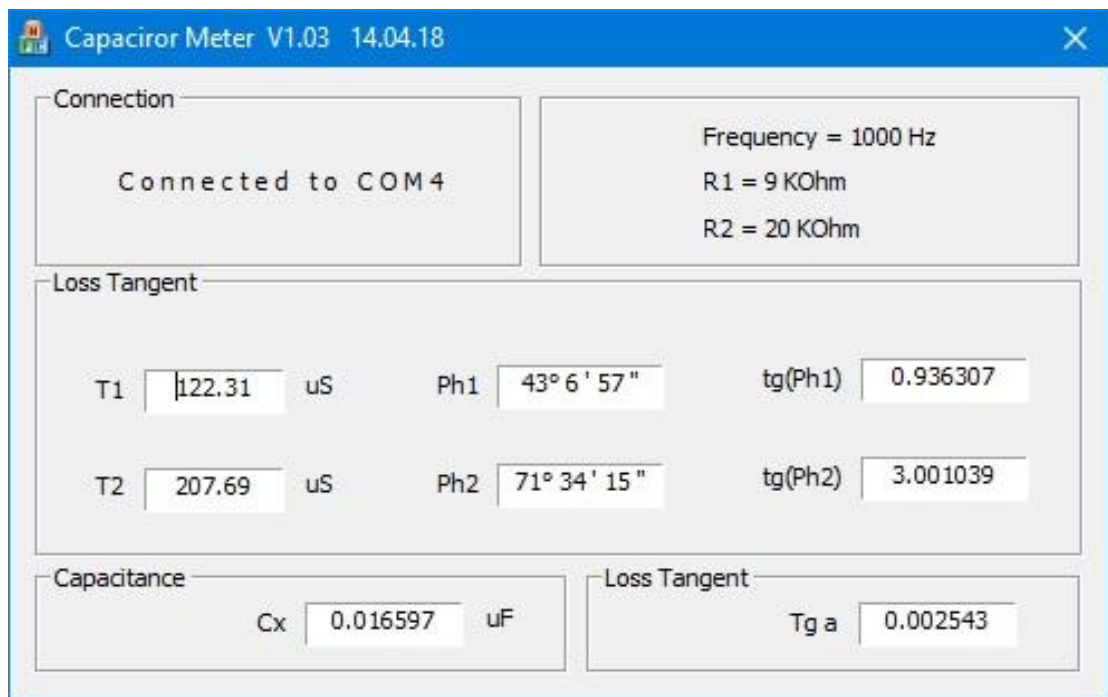 Capaciror Meter V1.03 14.04.18
Connection
Connected to COM4
Frequency = 1000 Hz
R1 = 9 KOhm
R2 = 20 KOhm
Loss Tangent
T1 122.31 uS Ph1 43° 6 ' 57 " tg(Ph1) 0.936307
T2 207.69 uS Ph2 71° 34 ' 15 " tg(Ph2) 3.001039
Capacitance
Cx 0.016597 uF
Loss Tangent
Tg a 0.002543